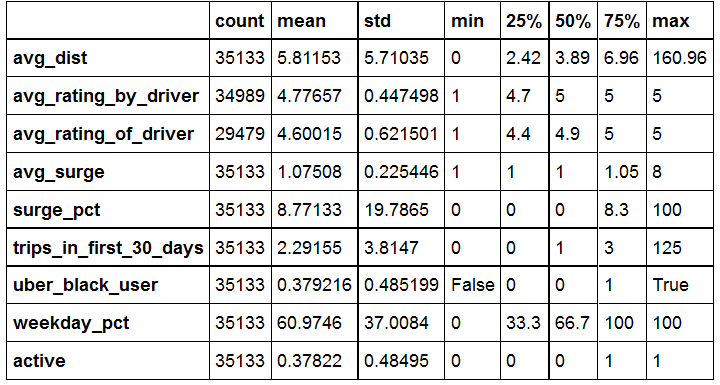 count mean std min 25% 50% 75% max
avg_dist 35133 5.81153 5.71035 0 2.42 3.89 6.96 160.96
avg_rating_by_driver 34989 4.77657 0.447498 1 4.7 5 5 5
avg_rating_of_driver 29479 4.60015 0.621501 1 4.4 4.9 5 5
avg_surge 35133 1.07508 0.225446 1 1 1 1.05 8
surge_pct 35133 8.77133 19.7865 0 0 0 8.3 100
trips_in_first_30_days 35133 2.29155 3.8147 0 0 1 3 125
uber_black_user 35133 0.379216 0.485199 False 0 0 1 True
weekday_pct 35133 60.9746 37.0084 0 33.3 66.7 100 100
active 35133 0.37822 0.48495 0 0 0 1 1